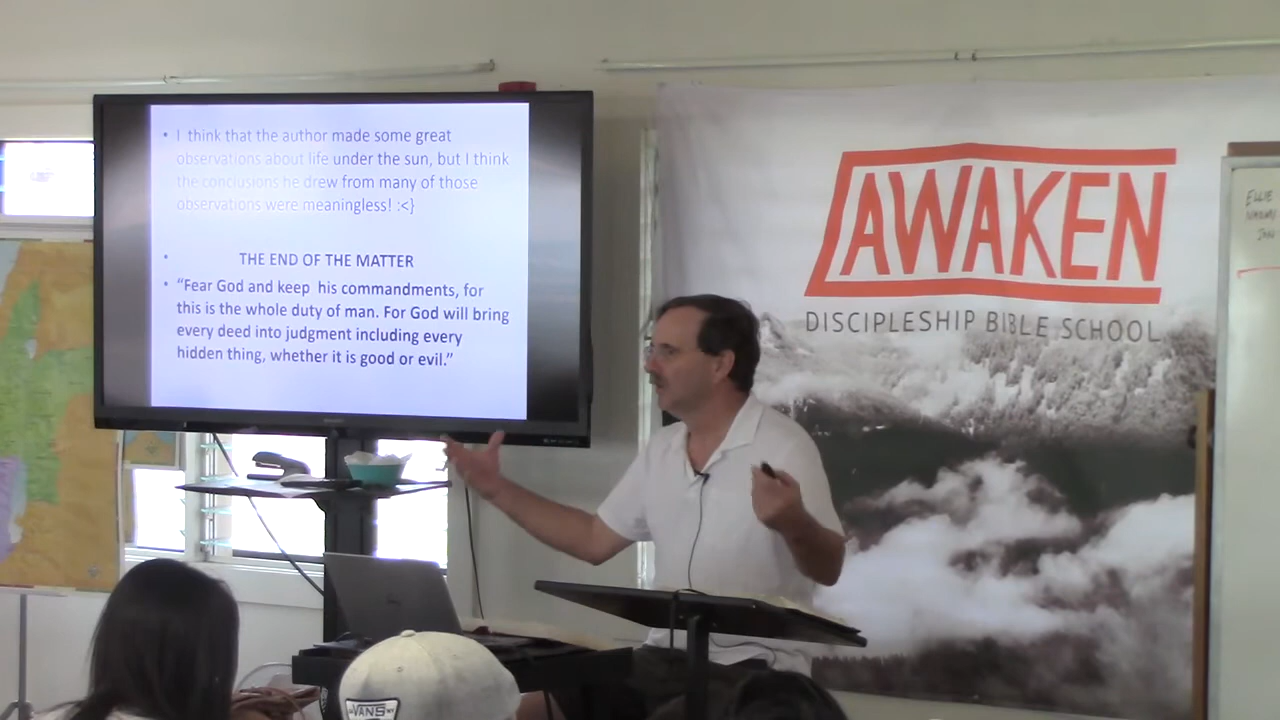 • I think that the author made some great
observations about life under the sun, but I think
the conclusions he drew from many of those
observations were meaningless! :<}
• THE END OF THE MATTER
• “Fear God and keep his commandments, for
this is the whole duty of man. For God will bring
every deed into judgment including every
hidden thing, whether it is good or evil.”
AWAKEN
DISCIPLESHIP BIBLE SCHOOL
ELLIE
VANS